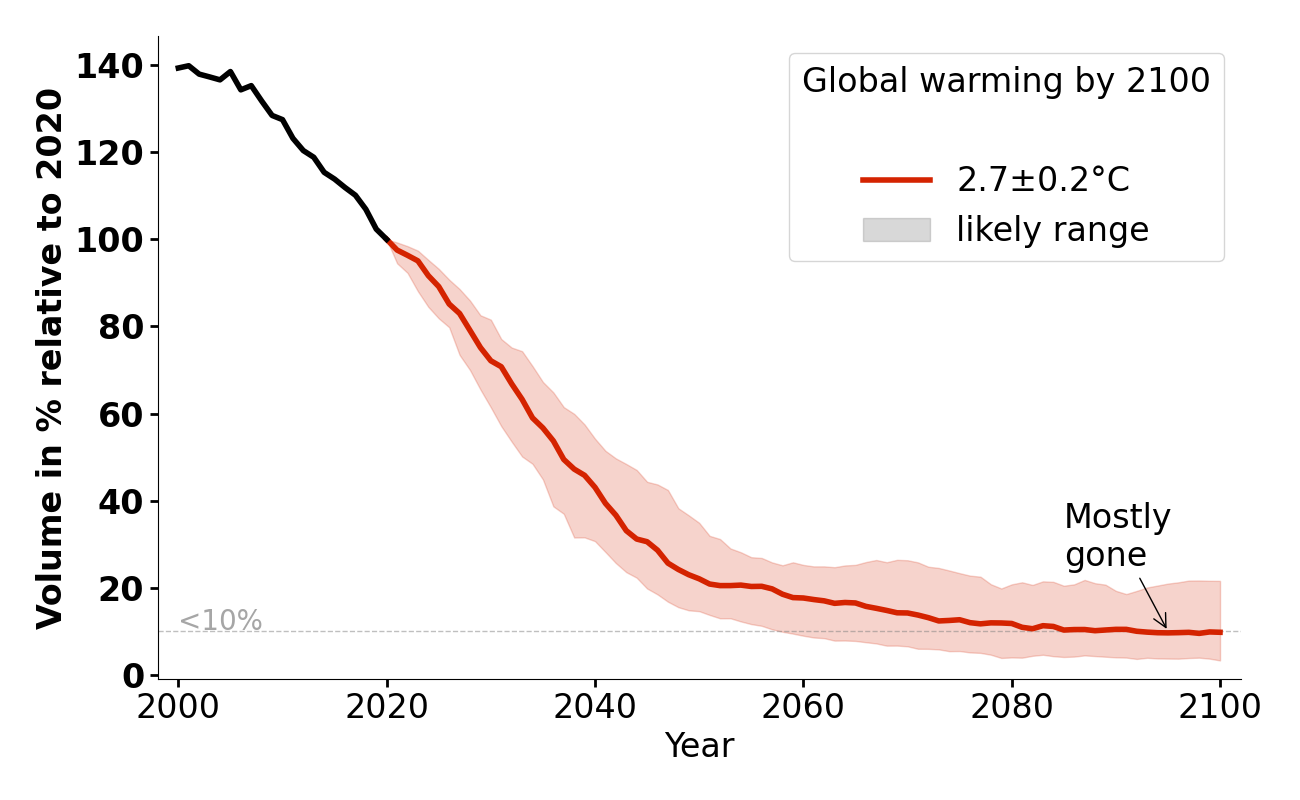 Volume in % relative to 2020
140
120
100
80
60
40
20
0
Global warming by 2100
2.7±0.2°C
likely range
Mostly
gone
<10%
2000
2020
2040
2060
2080
2100
Year